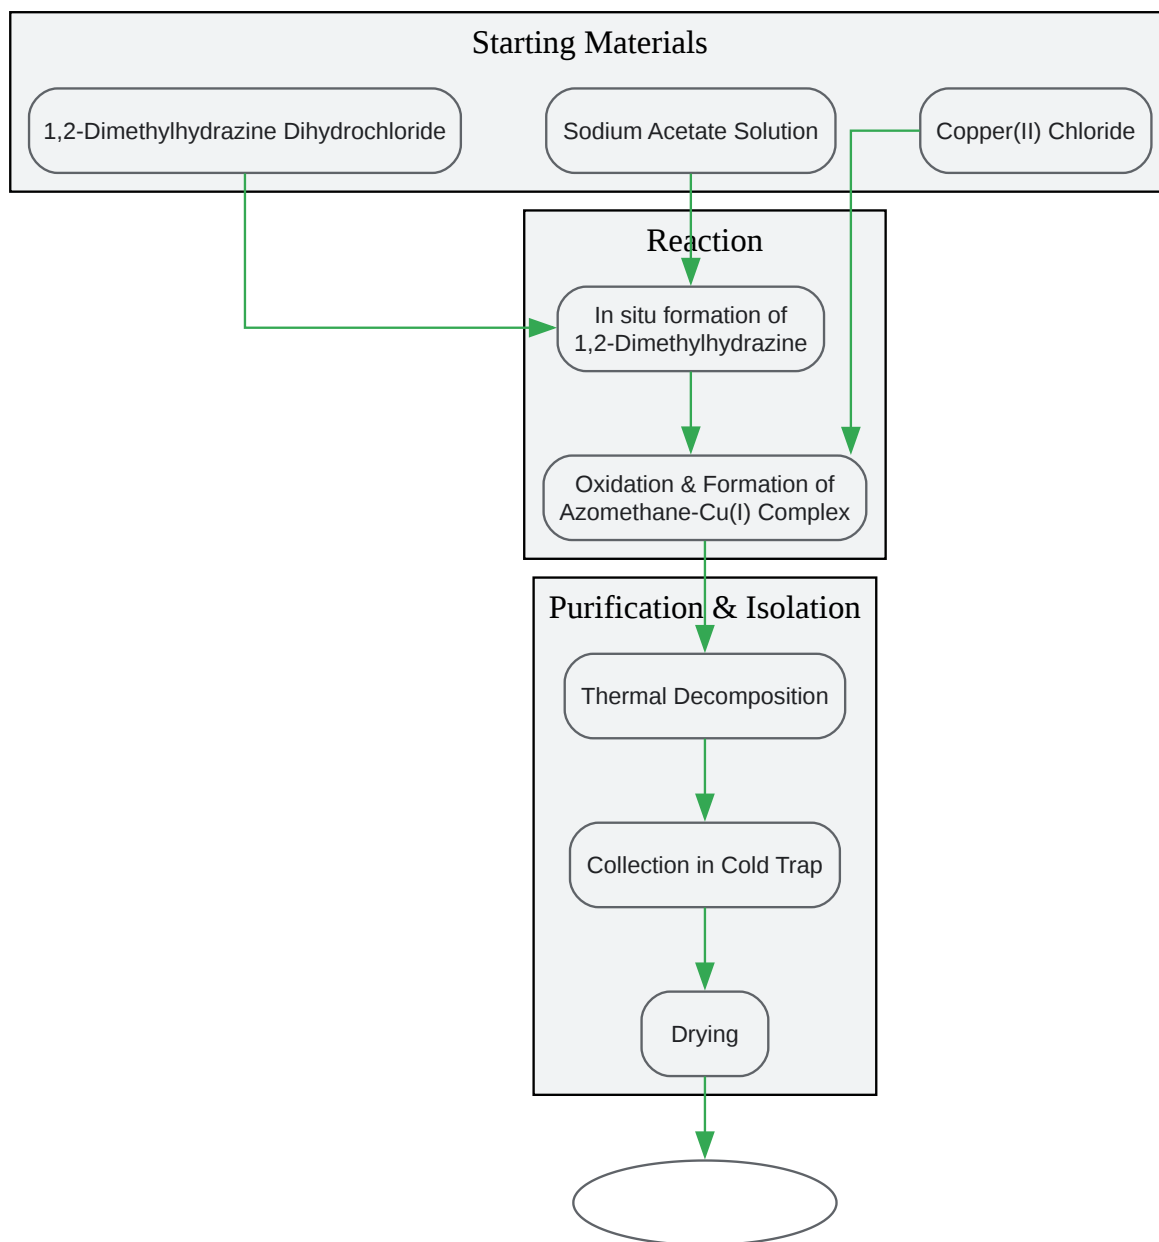 Starting Materials
1,2-Dimethylhydrazine Dihydrochloride
Sodium Acetate Solution
Copper(II) Chloride
Reaction
In situ formation of
1,2-Dimethylhydrazine
Oxidation & Formation of
Azomethane-Cu(I) Complex
Purification & Isolation
Thermal Decomposition
Collection in Cold Trap
Drying